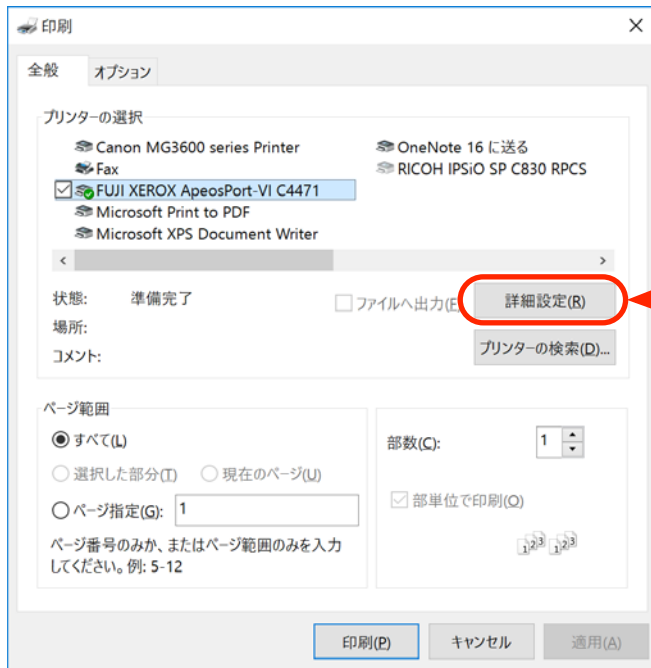 印刷
全般 オプション
プリンターの選択
Canon MG3600 series Printer OneNote 16 に送る
Fax RICOH IPSiO SP C830 RPCS
FUJI XEROX ApeosPort-VI C4471
Microsoft Print to PDF
Microsoft XPS Document Writer
状態: 準備完了 ファイルへ出力(E) 詳細設定(R)
場所:
コメント: プリンターの検索(D)...
ページ範囲
すべて(L) 部数(C): 1
選択した部分(T) 現在のページ(U)
ページ指定(G): 1 部単位で印刷(O)
ページ番号のみか、またはページ範囲のみを入力
してください。例: 5-12
1 2 3 1 2 3
印刷(P) キャンセル 適用(A)